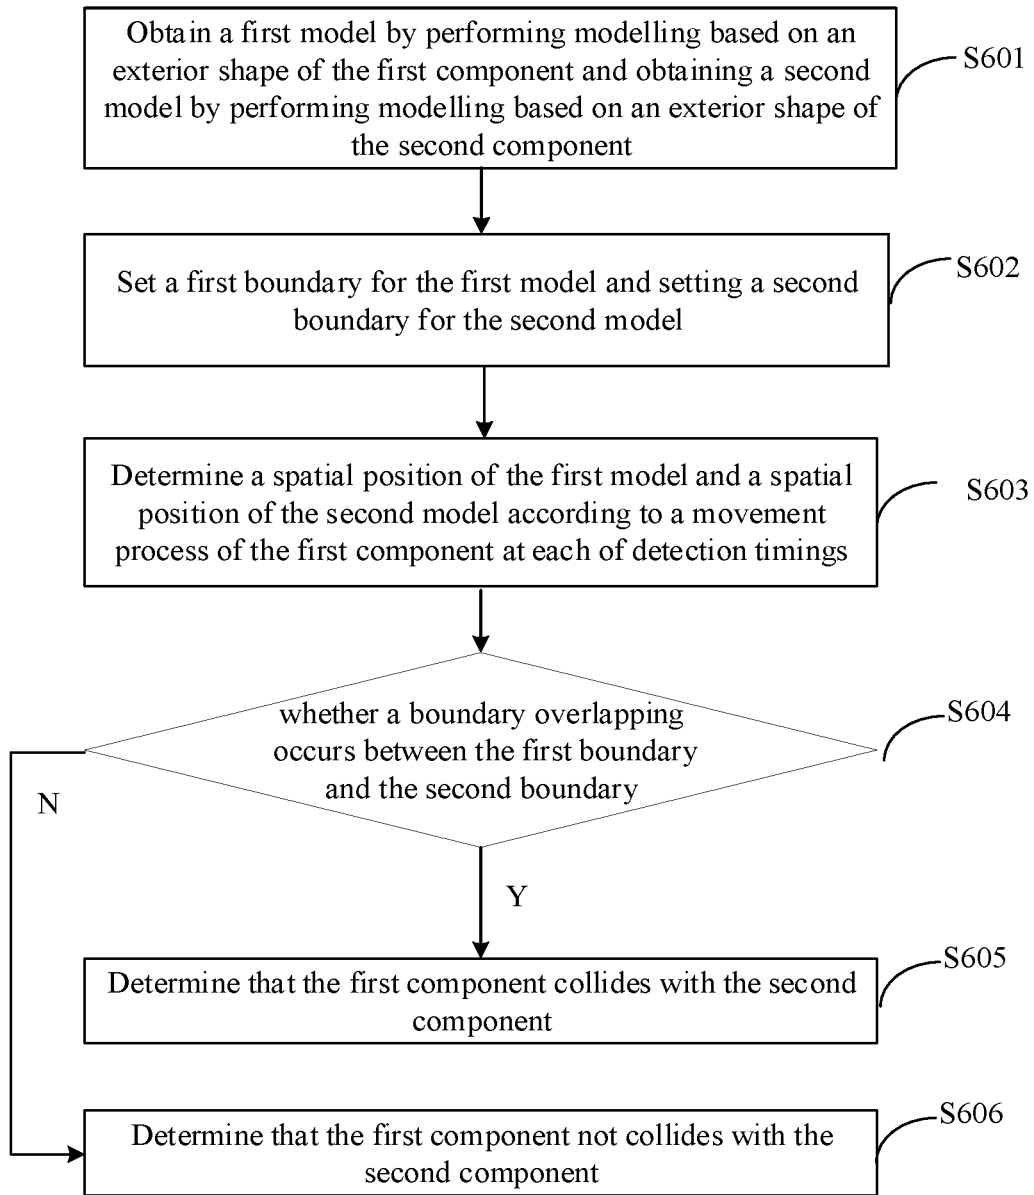 Obtain a first model by performing modelling based on an
exterior shape of the first component and obtaining a second
model by performing modelling based on an exterior shape of
the second component
S601
Set a first boundary for the first model and setting a second
boundary for the second model
S602
Determine a spatial position of the first model and a spatial
position of the second model according to a movement
process of the first component at each of detection timings
S603
whether a boundary overlapping
occurs between the first boundary
and the second boundary
S604
N
Y
Determine that the first component collides with the second
component
S605
Determine that the first component not collides with the
second component
S606